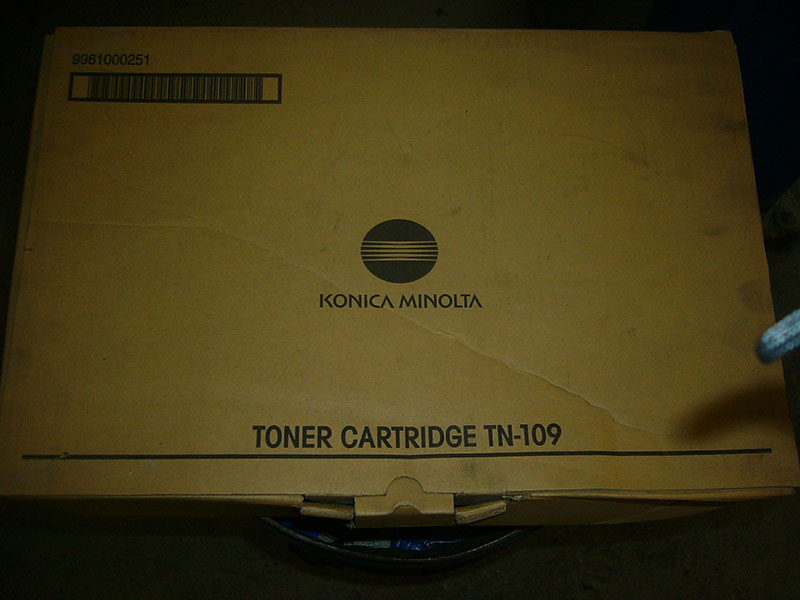 9961000251
KONICA MINOLTA
TONER CARTRIDGE TN-109